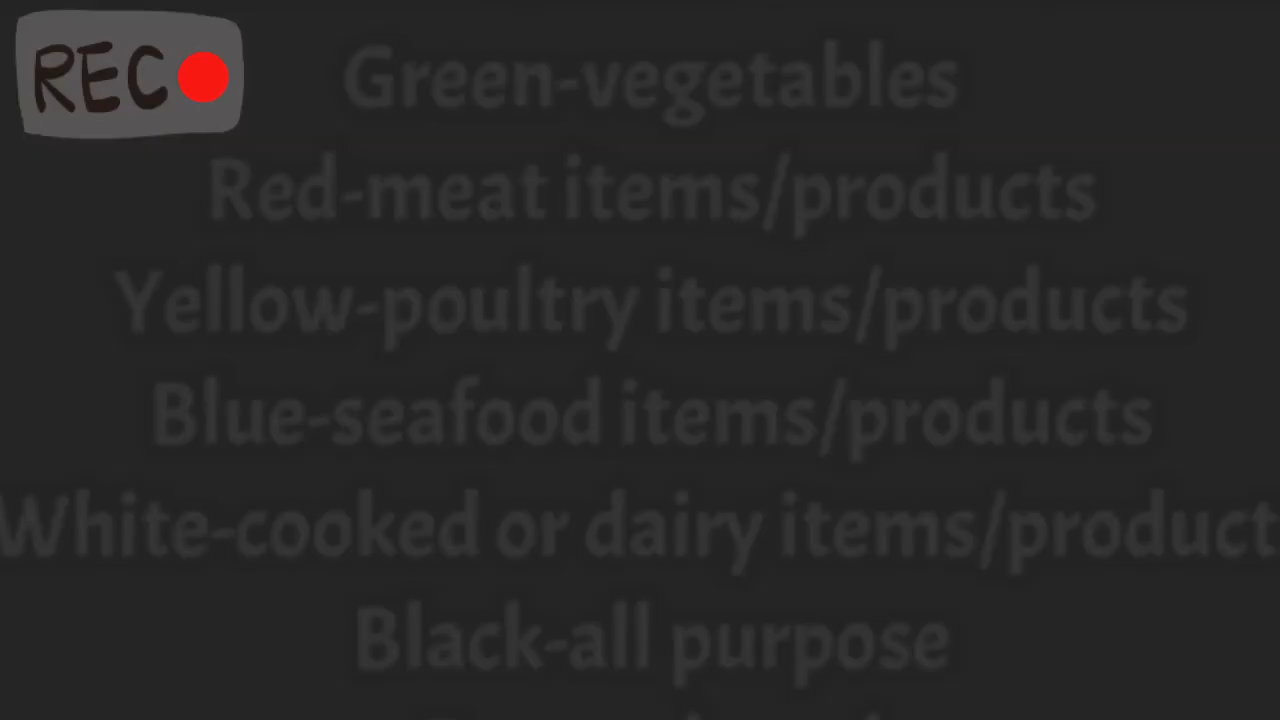 REC
Green-vegetables
Red-meat items/products
Yellow-poultry items/products
Blue-seafood items/products
White-cooked or dairy items/product
Black-all purpose